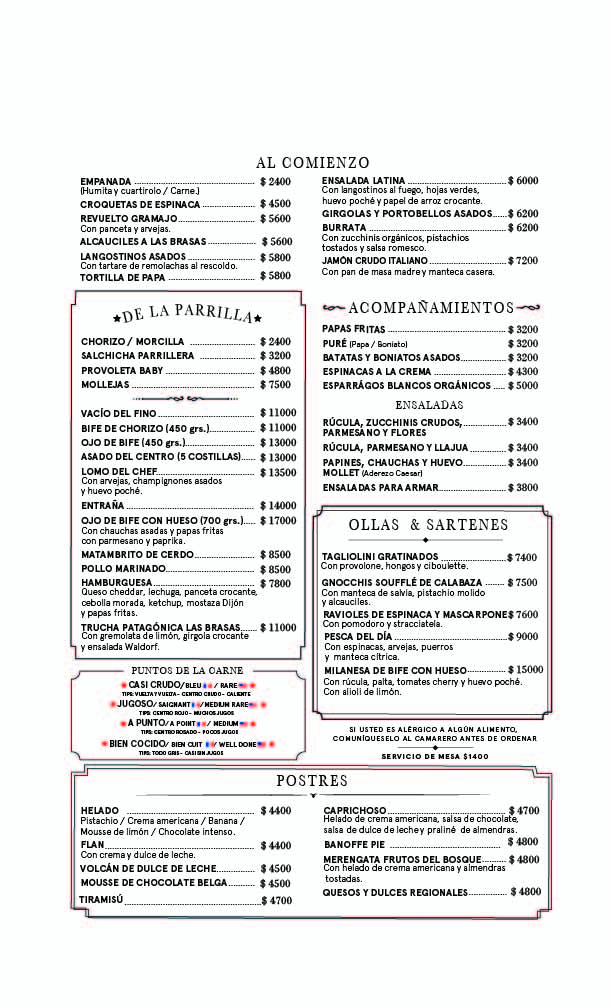 AL COMIENZO
EMPANADA ........ $ 2400
(Humita y cuartirolo / Carne.)
CROQUETAS DE ESPINACA ........ $ 4500
REVUELTO GRAMAJO ........ $ 5600
Con panceta y arvejas.
ALCAUCILES A LAS BRASAS ........ $ 5600
LANGOSTINOS ASADOS ........ $ 5800
Con tartare de remolachas al rescoldo.
TORTILLA DE PAPA ........ $ 5800
ENSALADA LATINA ........ $ 6000
Con langostinos al fuego, hojas verdes,
huevo poché y papel de arroz crocante.
GIRGOLAS Y PORTOBELLOS ASADOS ........ $ 6200
BURRATA ........ $ 6200
Con zucchinis orgánicos, pistachios
tostados y salsa romesco.
JAMÓN CRUDO ITALIANO ........ $ 7200
Con pan de masa madre y manteca casera.
DE LA PARRILLA
CHORIZO / MORCILLA ........ $ 2400
SALCHICHA PARRILLERA ........ $ 3200
PROVOLETA BABY ........ $ 4800
MOLLEJAS ........ $ 7500
VACÍO DEL FINO ........ $ 11000
BIFE DE CHORIZO (450 grs.) ........ $ 11000
OJO DE BIFE (450 grs.) ........ $ 13000
ASADO DEL CENTRO (5 COSTILLAS) ........ $ 13000
LOMO DEL CHEF ........ $ 13500
Con arvejas, champignones asados
y huevo poché.
ENTRAÑA ........ $ 14000
OJO DE BIFE CON HUESO (700 grs.) ........ $ 17000
Con chauchas asadas y papas fritas
con parmesano y paprika.
MATAMBRITO DE CERDO ........ $ 8500
POLLO MARINADO ........ $ 8500
HAMBURGUESA ........ $ 7800
Queso cheddar, lechuga, panceta crocante,
cebolla morada, ketchup, mostaza Dijón
y papas fritas.
TRUCHA PATAGÓNICA LAS BRASAS ........ $ 11000
Con gremolata de limón, girgola crocante
y ensalada Waldorf.
PUNTOS DE LA CARNE
CASI CRUDO/BLEU / RARE
TIPS: VUELTA Y VUELTA - CENTRO CRUDO - CALIENTE
JUGOSO/ SAIGNANT /MEDIUM RARE
TIPS: CENTRO ROJO - MUCHOS JUGOS
A PUNTO/ A POINT / MEDIUM
TIPS: CENTRO ROSADO - POCOS JUGOS
BIEN COCIDO/ BIEN CUIT / WELL DONE
TIPS: TODO GRIS - CASI SIN JUGOS
ACOMPAÑAMIENTOS
PAPAS FRITAS ........ $ 3200
PURÉ (Papa / Boniato) $ 3200
BATATAS Y BONIATOS ASADOS ........ $ 3200
ESPINACAS A LA CREMA ........ $ 4300
ESPARRÁGOS BLANCOS ORGÁNICOS ........ $ 5000
ENSALADAS
RÚCULA, ZUCCHINIS CRUDOS, ........ $ 3400
PARMESANO Y FLORES
RÚCULA, PARMESANO Y LLAJUA ........ $ 3400
PAPINES, CHAUCHAS Y HUEVO ........ $ 3400
MOLLET (Aderezo Caesar)
ENSALADAS PARA ARMAR ........ $ 3800
OLLAS & SARTENES
TAGLIOLINI GRATINADOS ........ $ 7400
Con provolone, hongos y ciboulette.
GNOCCHIS SOUFFLÉ DE CALABAZA ........ $ 7500
Con manteca de salvia, pistachio molido
y alcauciles.
RAVIOLES DE ESPINACA Y MASCARPONE $ 7600
Con pomodoro y stracciatela.
PESCA DEL DÍA ........ $ 9000
Con espinacas, arvejas, puerros
y manteca cítrica.
MILANESA DE BIFE CON HUESO ........ $ 15000
Con rúcula, palta, tomates cherry y huevo poché.
Con alioli de limón.
SI USTED ES ALÉRGICO A ALGÚN ALIMENTO,
COMUNÍQUESELO AL CAMARERO ANTES DE ORDENAR
SERVICIO DE MESA $1400
POSTRES
HELADO ........ $ 4400
Pistachio / Crema americana / Banana /
Mousse de limón / Chocolate intenso.
FLAN ........ $ 4400
Con crema y dulce de leche.
VOLCÁN DE DULCE DE LECHE ........ $ 4500
MOUSSE DE CHOCOLATE BELGA ........ $ 4500
TIRAMISÚ ........ $ 4700
CAPRICHOSO ........ $ 4700
Helado de crema americana, salsa de chocolate,
salsa de dulce de leche y praliné de almendras.
BANOFFE PIE ........ $ 4800
MERENGATA FRUTOS DEL BOSQUE ........ $ 4800
Con helado de crema americana y almendras
tostadas.
QUESOS Y DULCES REGIONALES ........ $ 4800